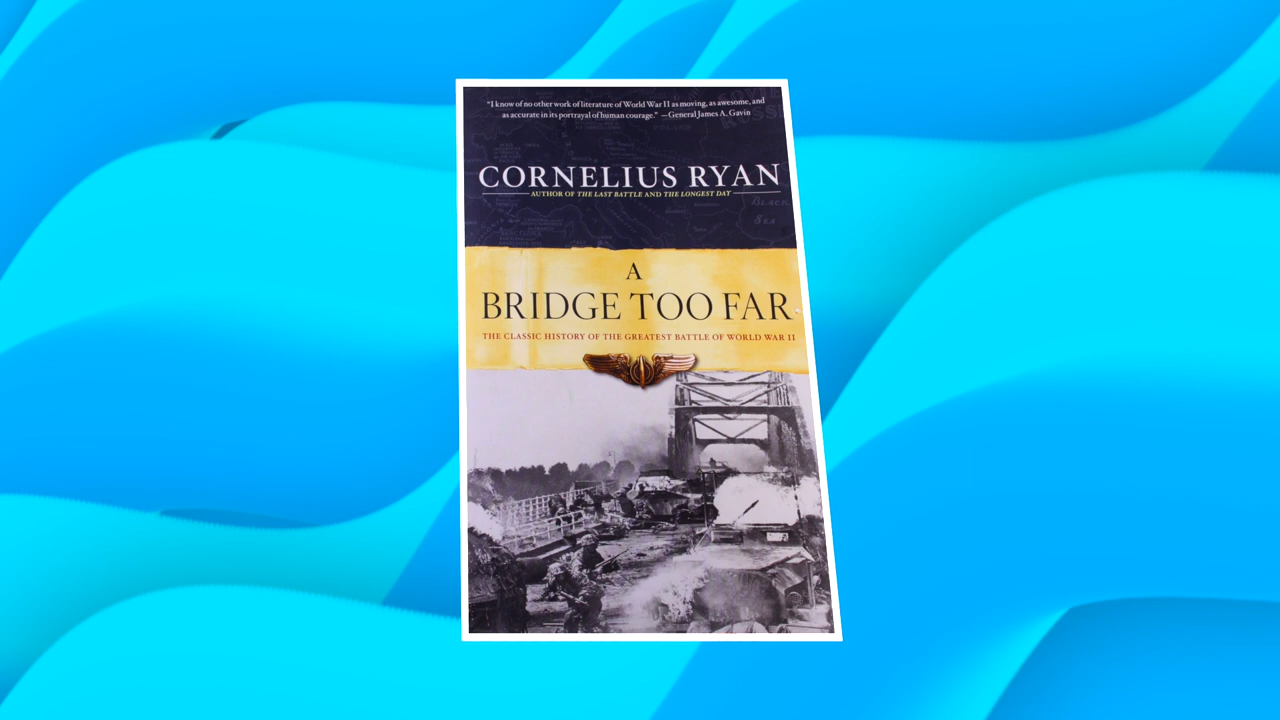 "I know of no other work of literature of World War II as moving, as awesome, and
as accurate in its portrayal of human courage." —General James A. Gavin
CORNELIUS RYAN
AUTHOR OF THE LAST BATTLE AND THE LONGEST DAY
BLACK
SEA
A
BRIDGE TOO FAR
THE CLASSIC HISTORY OF THE GREATEST BATTLE OF WORLD WAR II